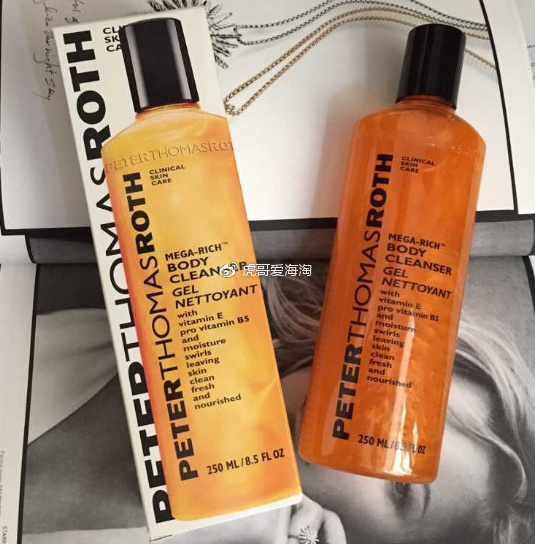 CLINICAL
SKIN
CARE
PETERTHOMASROTH
PETERTHOMASROTH
CLINICAL
SKIN
CARE
PETERTHOMASROTH
MEGA-RICH™
BODY
CLEANSER
GEL
NETTOYANT
with
vitamin E
pro vitamin B5
and
moisture
swirls
leaving
skin
clean
fresh
and
nourished
250 ML/8.5 FL OZ
CLINICAL
SKIN
CARE
PETERTHOMASROTH
MEGA-RICH™
BODY
CLEANSER
GEL
NETTOYANT
with
vitamin E
pro vitamin B5
and
moisture
swirls
leaving
skin
clean
fresh
and
nourished
250 ML/8.5 FL OZ
虎哥爱海淘